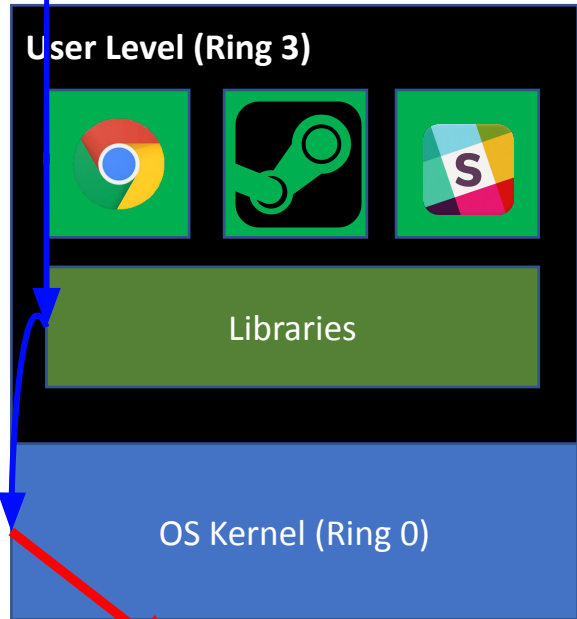 User Level (Ring 3)
S
Libraries
OS Kernel (Ring 0)